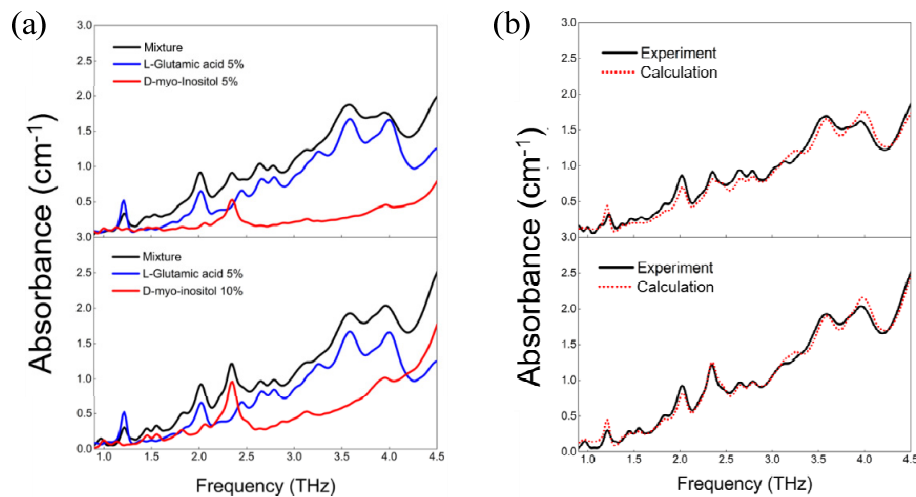 (a)
(b)
Absorbance (cm-1)
3.0
2.5
2.0
1.5
1.0
0.5
0.0
Mixture
L-Glutamic acid 5%
D-myo-Inositol 5%
3.0
2.5
2.0
1.5
1.0
0.5
0.0
Mixture
L-Glutamic acid 5%
D-myo-inositol 10%
1.0 1.5 2.0 2.5 3.0 3.5 4.0 4.5
Frequency (THz)
Absorbance (cm-1)
3.0
2.5
2.0
1.5
1.0
0.5
3.0
Experiment
Calculation
2.5
2.0
1.5
1.0
0.5
0.0
Experiment
Calculation
1.0 1.5 2.0 2.5 3.0 3.5 4.0 4.5
Frequency (THz)